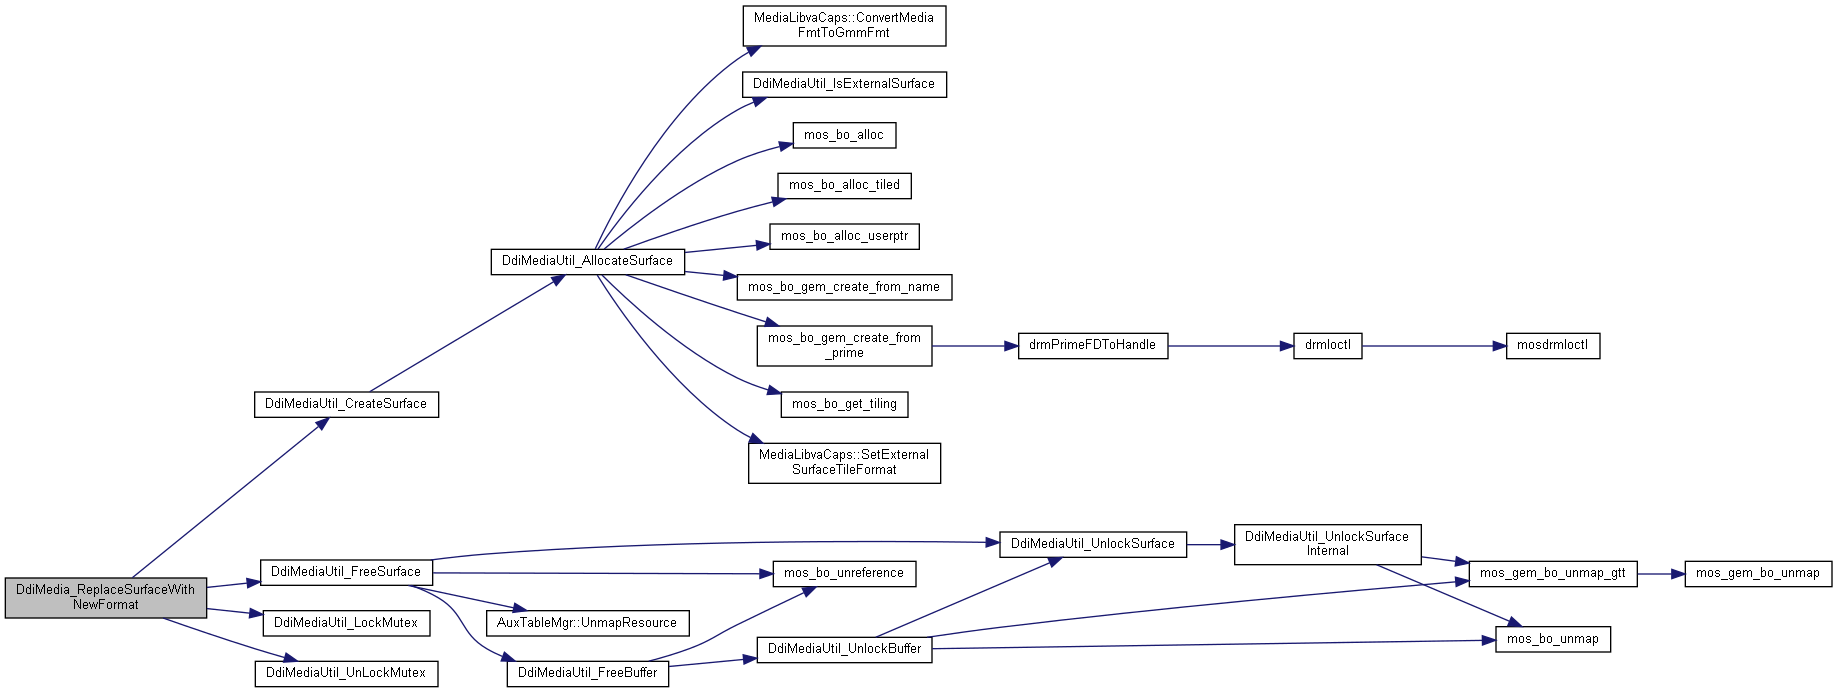 MediaLibvaCaps::ConvertMedia
FmtToGmmFmt
DdiMediaUtil_IsExternalSurface
mos_bo_alloc
mos_bo_alloc_tiled
mos_bo_alloc_userptr
DdiMediaUtil_AllocateSurface
mos_bo_gem_create_from_name
mos_bo_gem_create_from
_prime
drmPrimeFDToHandle
drmIoctl
mosdrmIoctl
DdiMediaUtil_CreateSurface
mos_bo_get_tiling
MediaLibvaCaps::SetExternal
SurfaceTileFormat
DdiMediaUtil_UnlockSurface
DdiMediaUtil_UnlockSurface
Internal
DdiMediaUtil_FreeSurface
mos_bo_unreference
mos_gem_bo_unmap_gtt
mos_gem_bo_unmap
DdiMedia_ReplaceSurfaceWith
NewFormat
DdiMediaUtil_LockMutex
AuxTableMgr::UnmapResource
DdiMediaUtil_UnlockBuffer
mos_bo_unmap
DdiMediaUtil_UnLockMutex
DdiMediaUtil_FreeBuffer